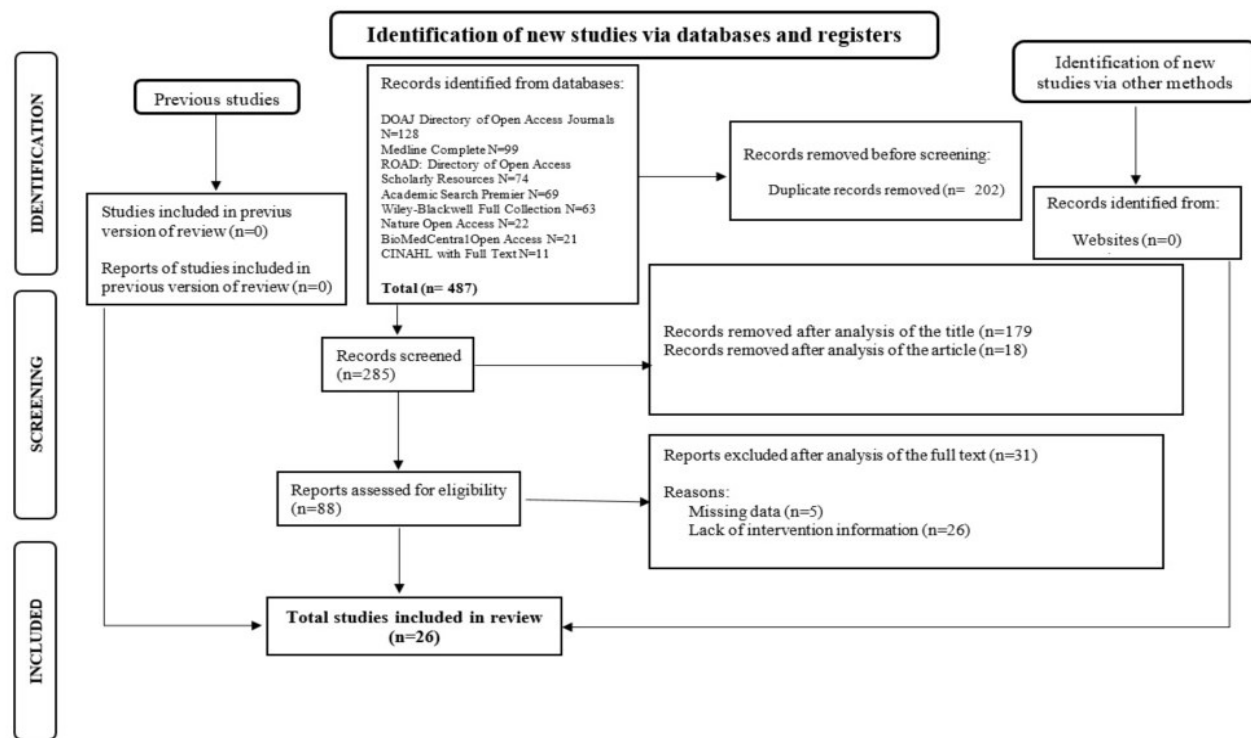 Identification of new studies via databases and registers
IDENTIFICATION
Previous studies
Studies included in previus
version of review (n=0)
Reports of studies included in
previous version of review (n=0)
Records identified from databases:
DOAJ Directory of Open Access Journals
N=128
Medline Complete N=99
ROAD: Directory of Open Access
Scholarly Resources N=74
Academic Search Premier N=69
Wiley-Blackwell Full Collection N=63
Nature Open Access N=22
BioMedCentral Open Access N=21
CINAHL with Full Text N=11
Total (n= 487)
Records removed before screening:
Duplicate records removed (n= 202)
Identification of new
studies via other methods
Records identified from:
Websites (n=0)
SCREENING
Records screened
(n=285)
Records removed after analysis of the title (n=179
Records removed after analysis of the article (n=18)
Reports assessed for eligibility
(n=88)
Reports excluded after analysis of the full text (n=31)
Reasons:
Missing data (n=5)
Lack of intervention information (n=26)
INCLUDED
Total studies included in review
(n=26)